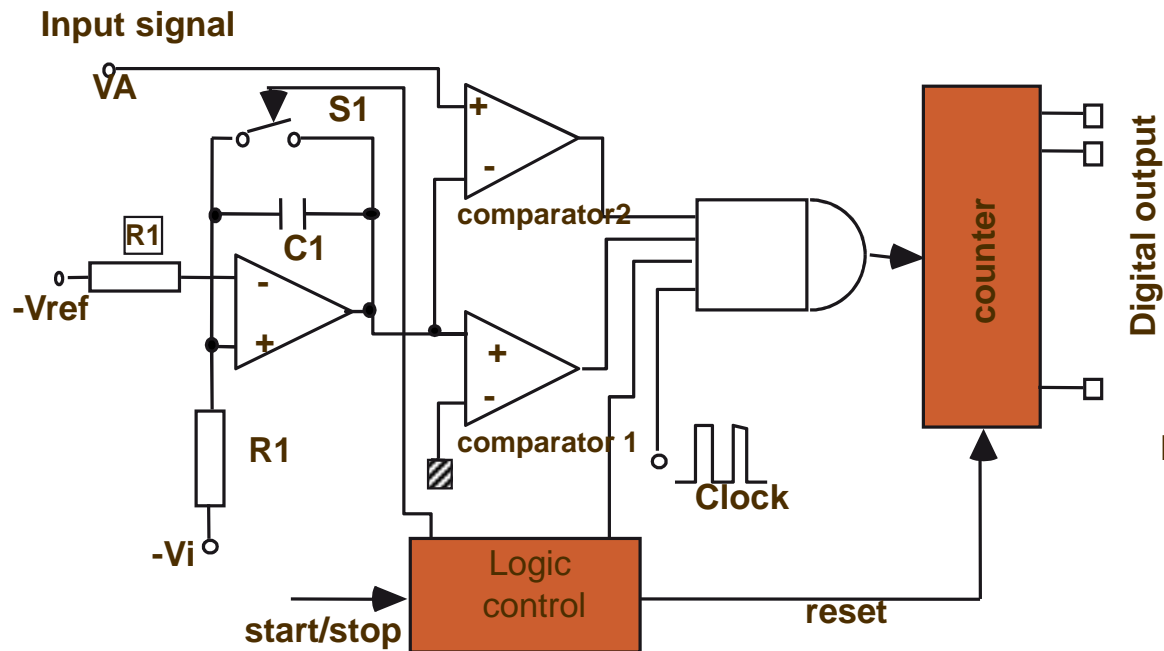 Input signal
VA
S1
+
-
comparator2
R1
C1
-Vref
-
+
+
-
comparator 1
R1
-Vi
Clock
counter
Digital output
Logic
control
start/stop
reset